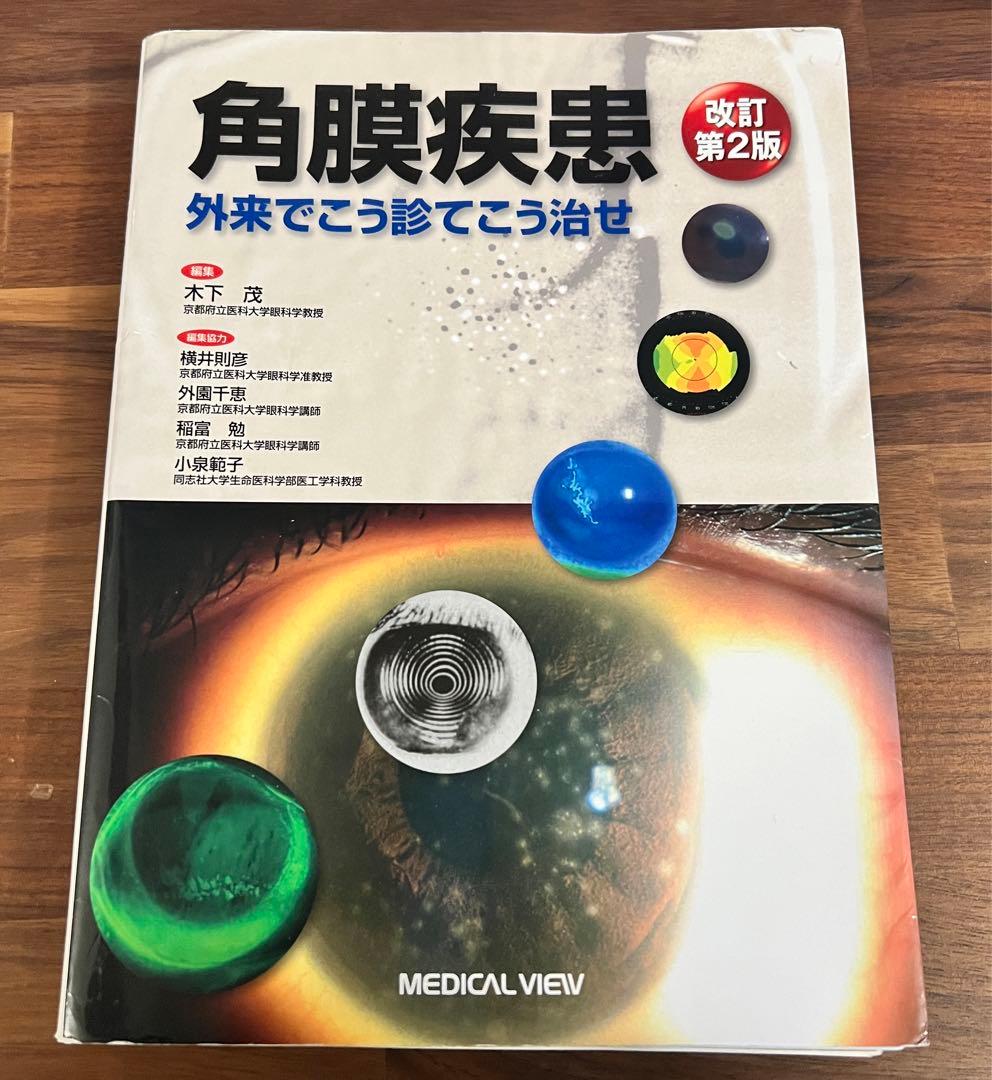 角膜疾患
改訂
第2版
外来でこう診てこう治せ
編集
木下 茂
京都府立医科大学眼科学教授
編集協力
横井則彦
京都府立医科大学眼科学准教授
外園千恵
京都府立医科大学眼科学講師
稲富 勉
京都府立医科大学眼科学講師
小泉範子
同志社大学生命医科学部医工学科教授
MEDICAL VIEW